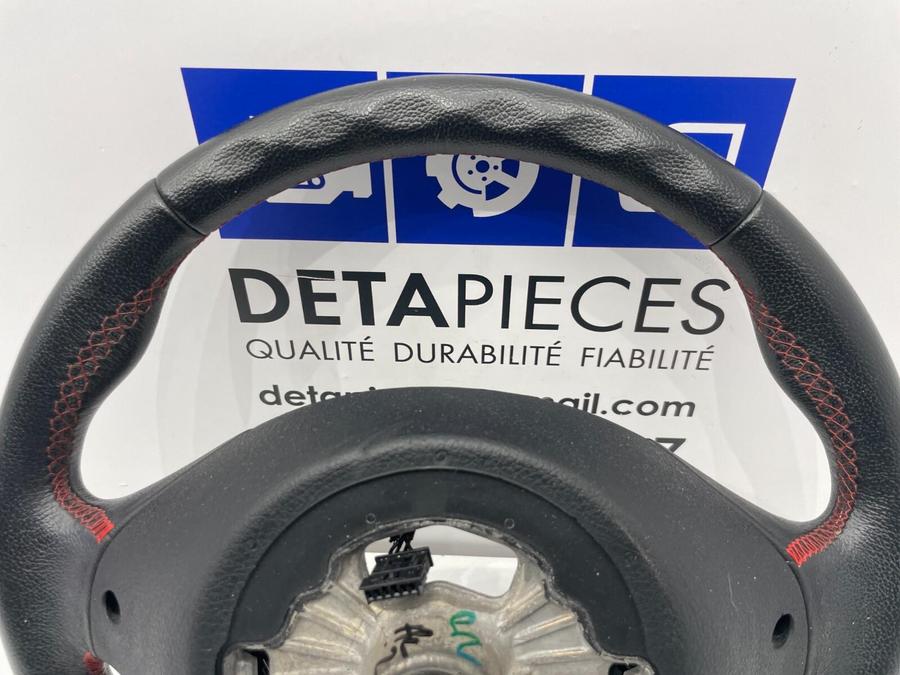 DETAPIECES
QUALITÉ DURABILITÉ FIABILITÉ